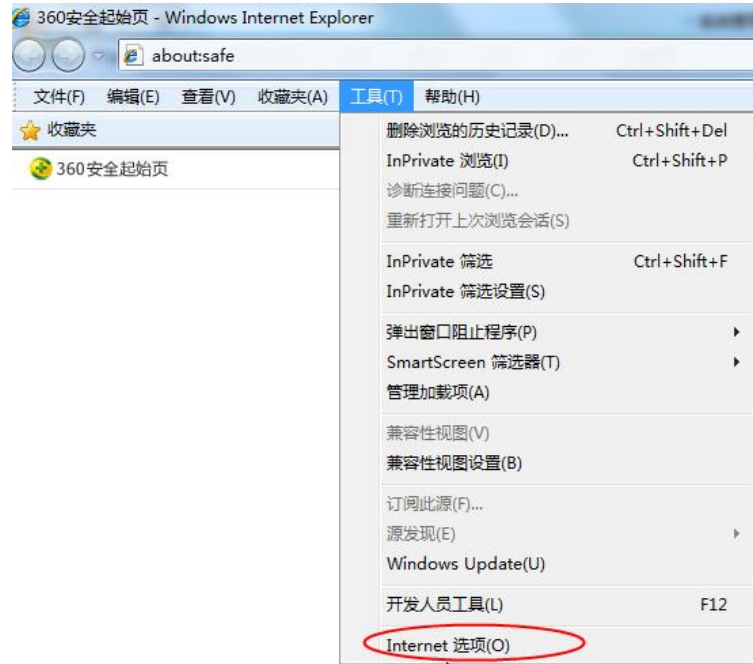 360安全起始页 - Windows Internet Explorer
about:safe
文件(F) 编辑(E) 查看(V) 收藏夹(A) 工具(T) 帮助(H)
收藏夹
360安全起始页
删除浏览的历史记录(D)... Ctrl+Shift+Del
InPrivate 浏览(I) Ctrl+Shift+P
诊断连接问题(C)...
重新打开上次浏览会话(S)
InPrivate 筛选 Ctrl+Shift+F
InPrivate 筛选设置(S)
弹出窗口阻止程序(P)
SmartScreen 筛选器(T)
管理加载项(A)
兼容性视图(V)
兼容性视图设置(B)
订阅此源(F)...
源发现(E)
Windows Update(U)
开发人员工具(L) F12
Internet 选项(O)